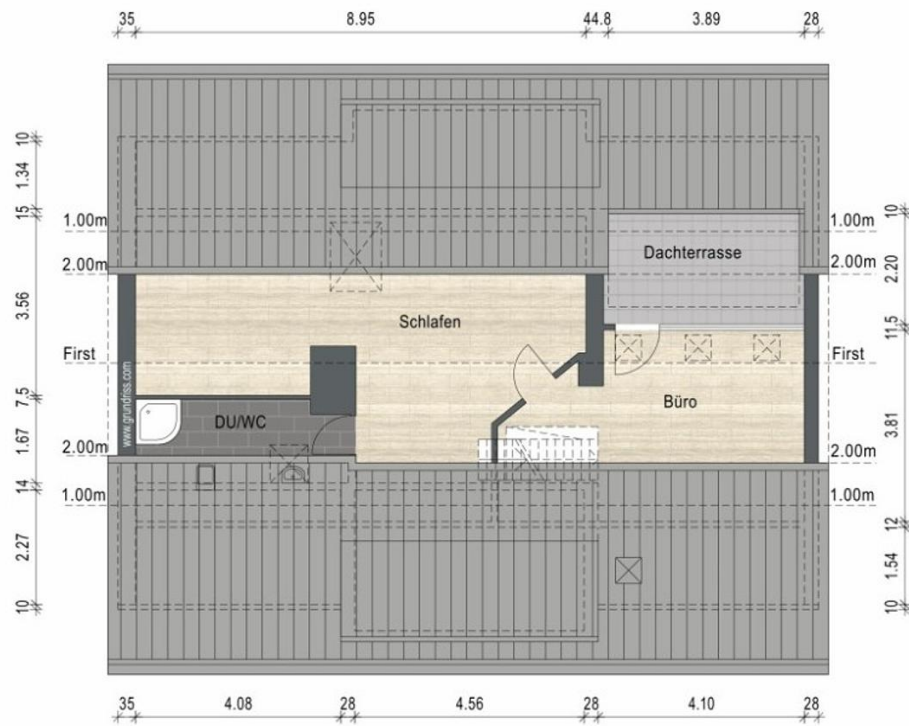 35 8.95 44.8 3.89 28
10
1.34
15
3.56
7.5
1.67
14
2.27
10
1.00m
2.00m
First
2.00m
1.00m
www.grundriss.com
Dachterrasse
Schlafen
Büro
DU/WC
1.00m
2.00m
First
2.00m
1.00m
10
2.20
11.5
3.81
12
1.54
10
35 4.08 28 4.56 28 4.10 28